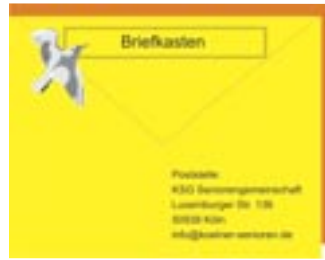 Briefkasten
Poststelle
KSG Seniorengemeinschaft
Luxemburger Str. 136
50939 Köln
info@koelner-senioren.de